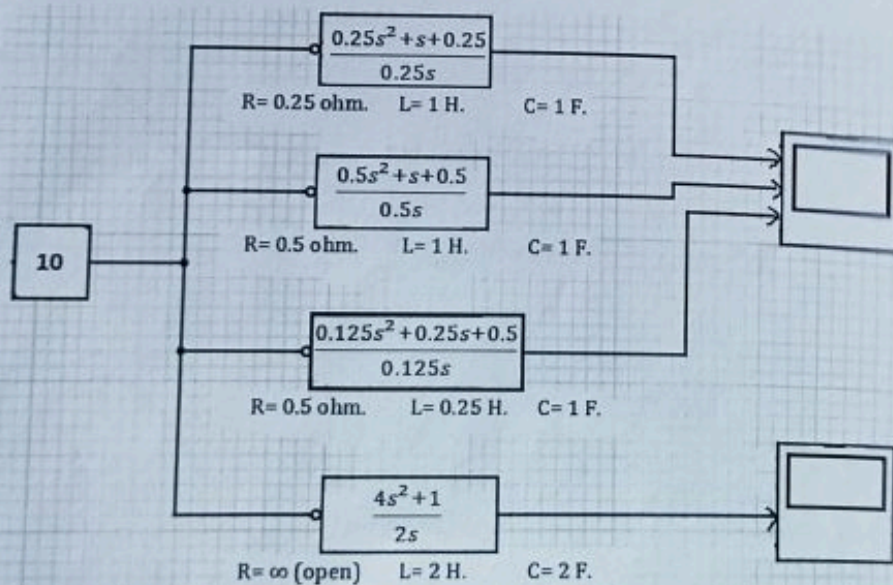 0.25s²+s+0.25
0.25s
R= 0.25 ohm. L= 1 H. C= 1 F.
0.5s²+s+0.5
0.5s
R= 0.5 ohm. L= 1 H. C= 1 F.
10
0.125s²+0.25s+0.5
0.125s
R= 0.5 ohm. L= 0.25 H. C= 1 F.
4s²+1
2s
R= ∞ (open) L= 2 H. C= 2 F.